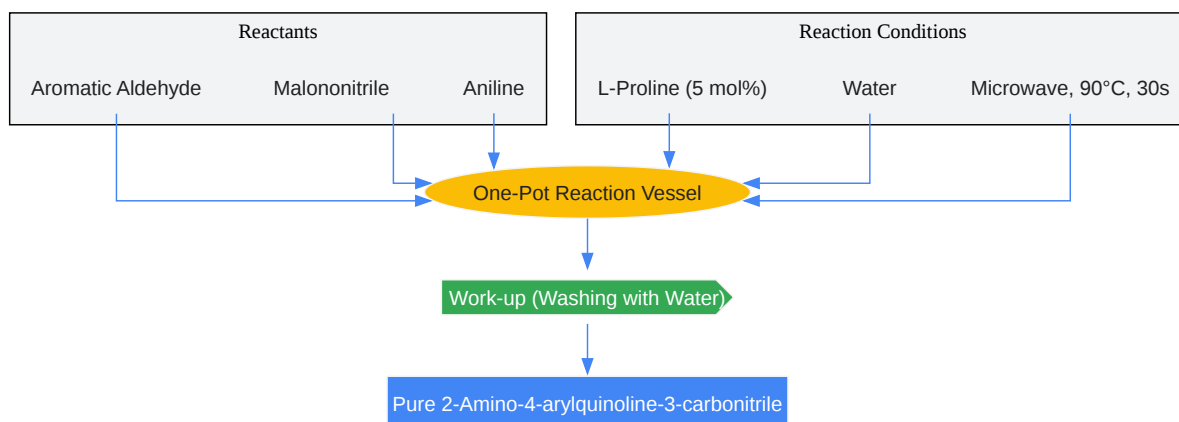 Reactants
Reaction Conditions
Aromatic Aldehyde
Malononitrile
Aniline
L-Proline (5 mol%)
Water
Microwave, 90°C, 30s
One-Pot Reaction Vessel
Work-up (Washing with Water)
Pure 2-Amino-4-arylquinoline-3-carbonitrile